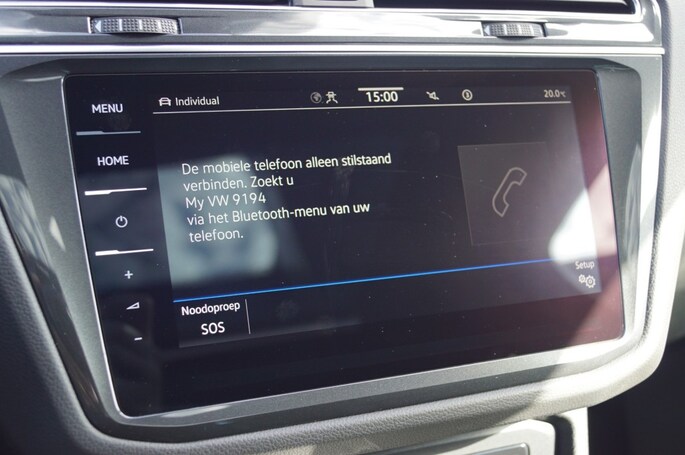 MENU
Individual
15:00
20.0°C
HOME
De mobiele telefoon alleen stilstaand
verbinden. Zoekt u
My VW 9194
via het Bluetooth-menu van uw
telefoon.
+
-
Setup
Noodoproep
SOS